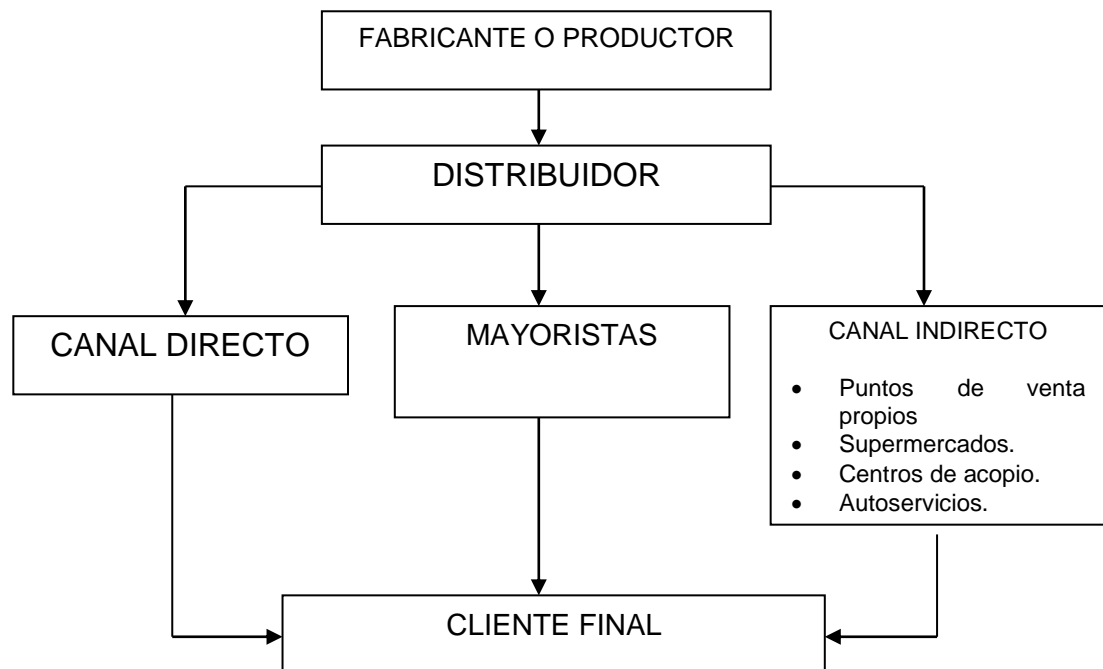 FABRICANTE O PRODUCTOR
DISTRIBUIDOR
CANAL DIRECTO
MAYORISTAS
CANAL INDIRECTO
• Puntos de venta
propios
• Supermercados.
• Centros de acopio.
• Autoservicios.
CLIENTE FINAL